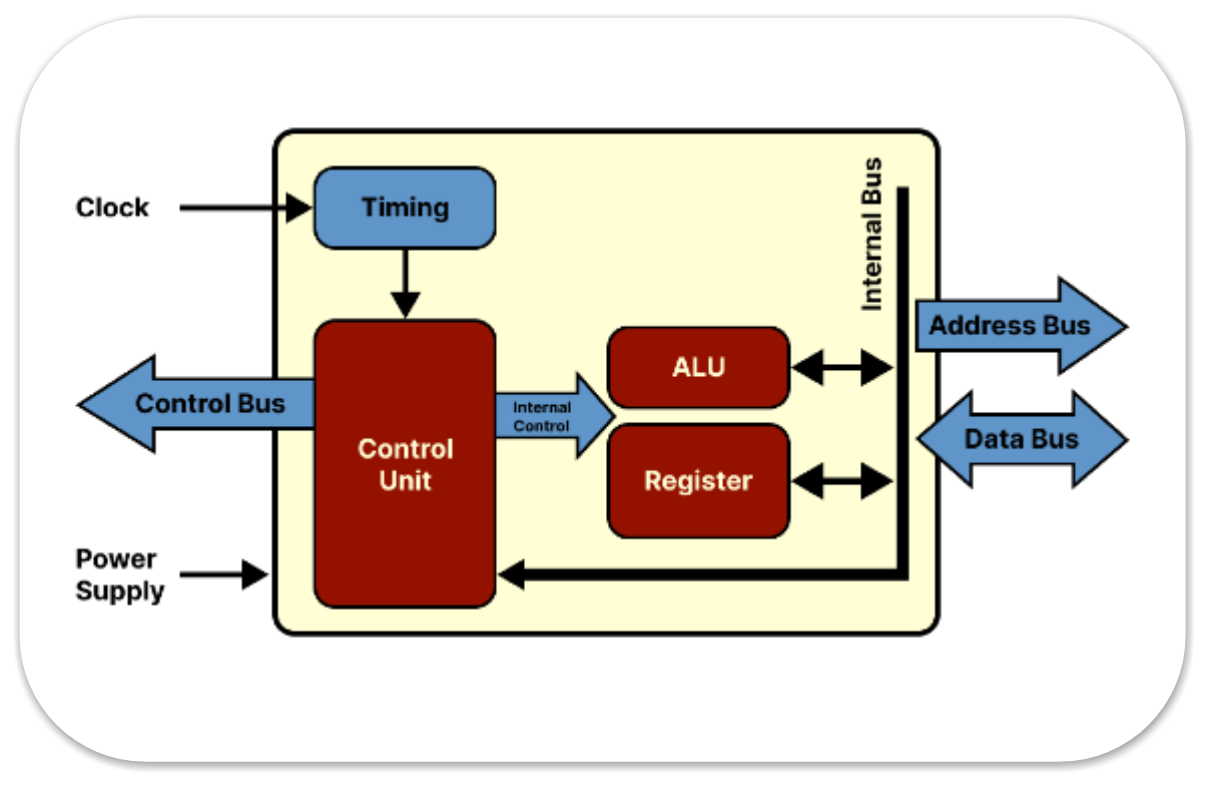 Clock
Timing
Internal Bus
Address Bus
ALU
Control Bus
Internal
Control
Data Bus
Control
Unit
Register
Power
Supply